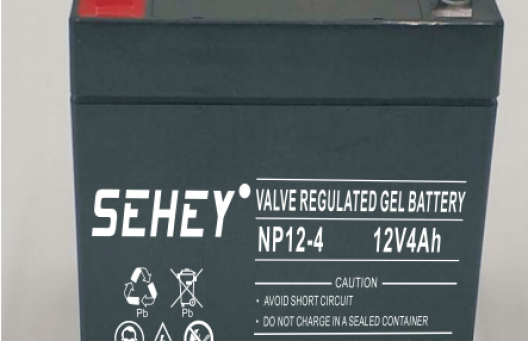 SEHEY
VALVE REGULATED GEL BATTERY
NP12-4 12V4Ah
CAUTION
• AVOID SHORT CIRCUIT
• DO NOT CHARGE IN A SEALED CONTAINER
Pb Pb